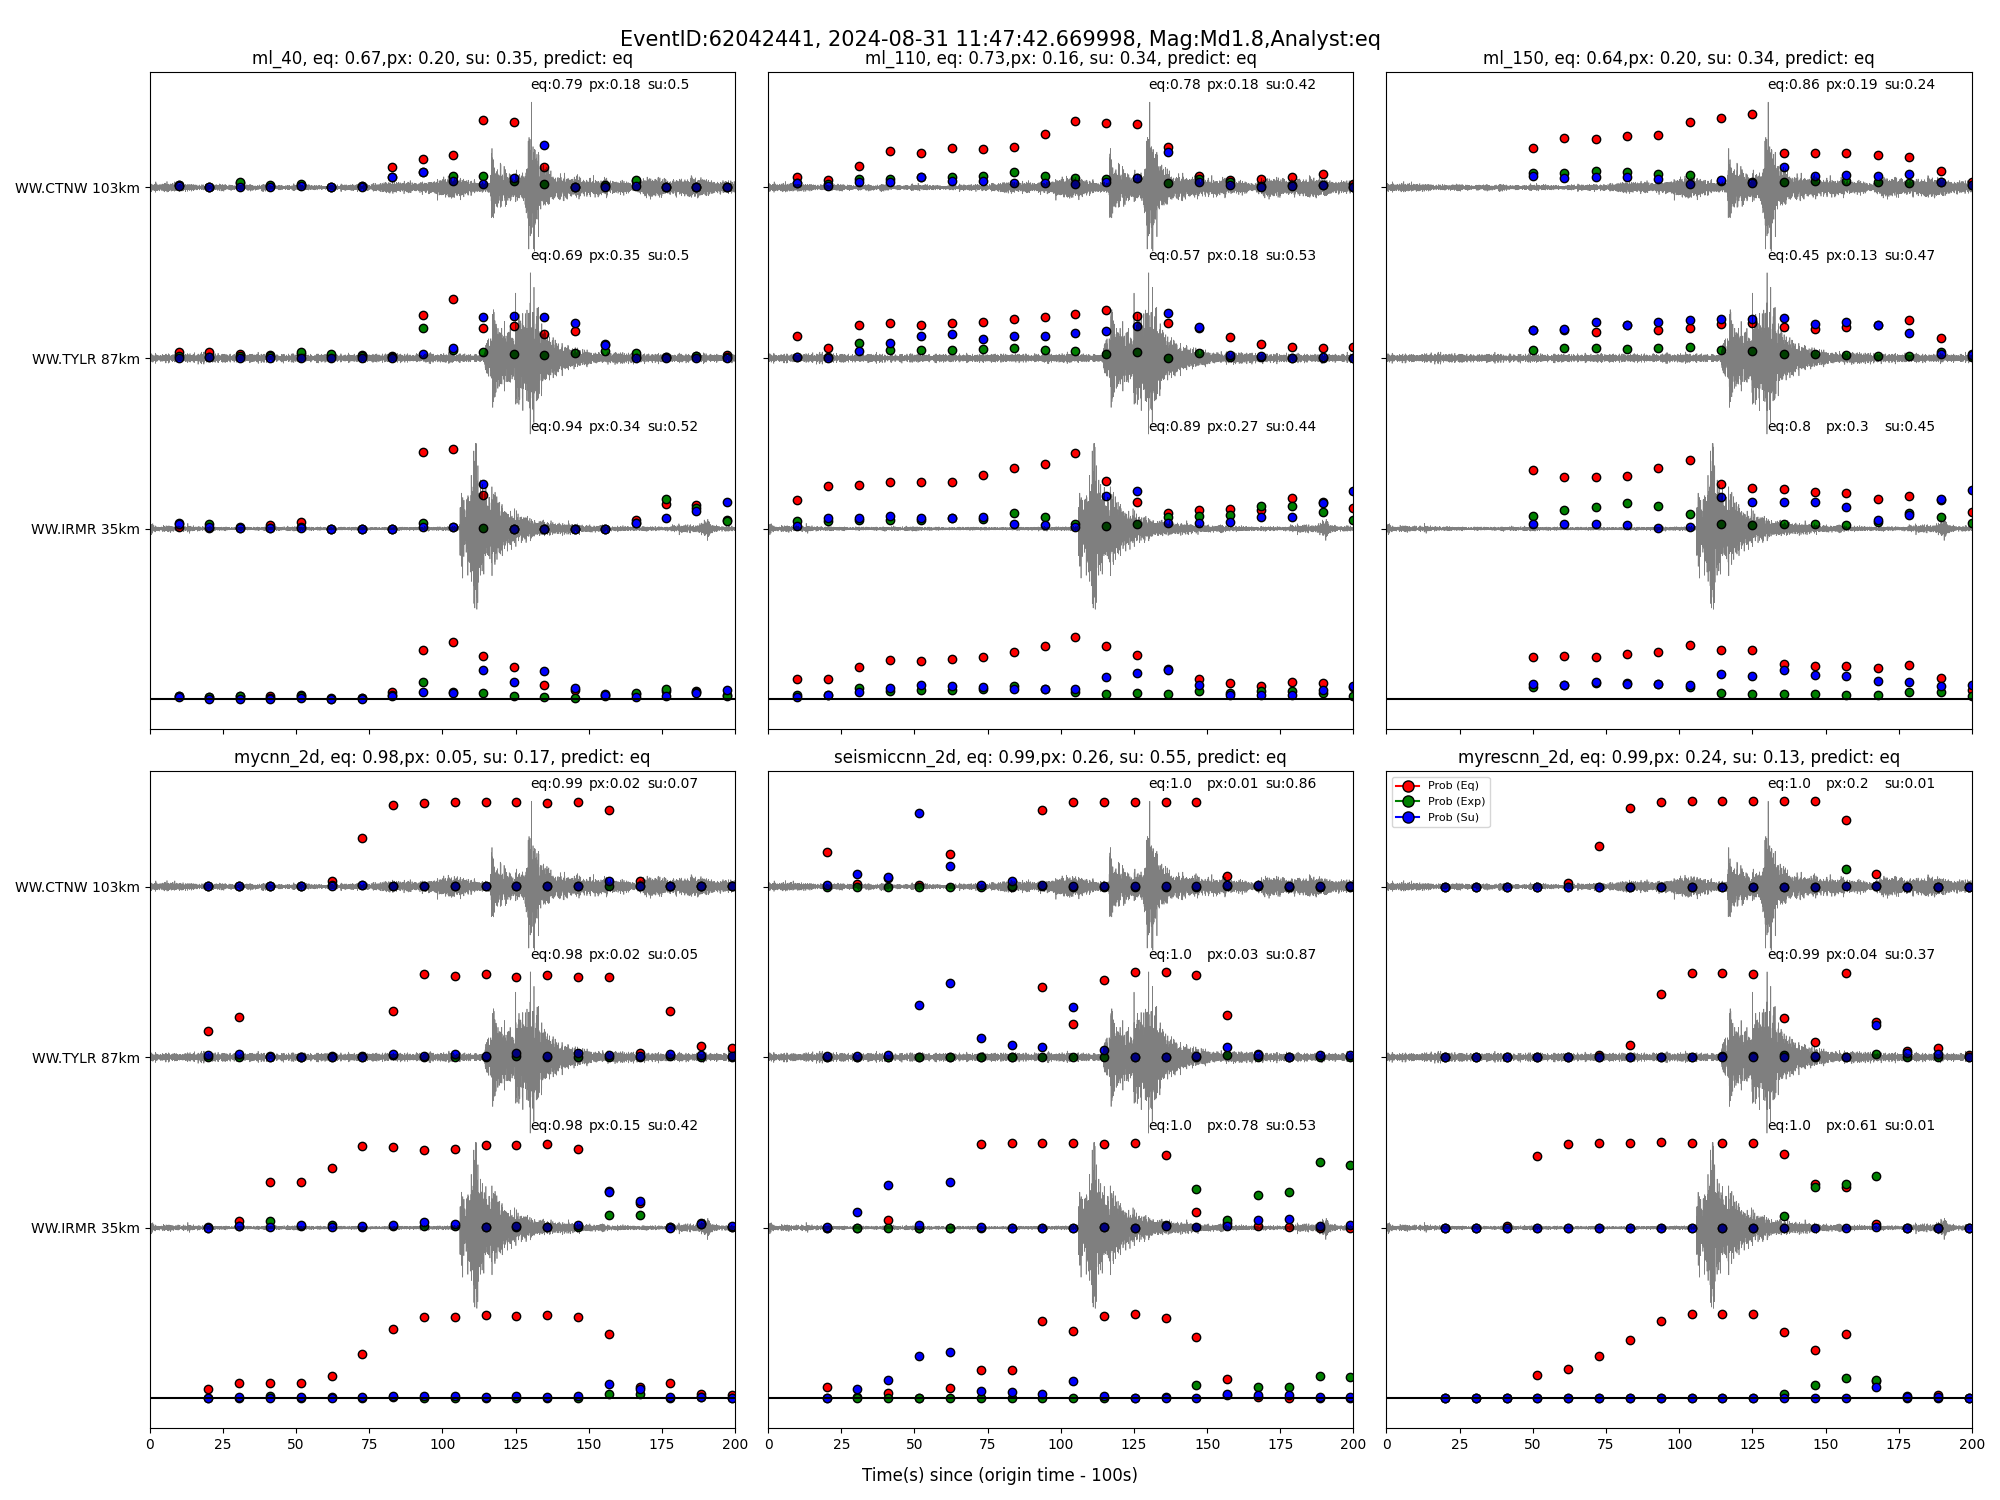 EventID:62042441, 2024-08-31 11:47:42.669998, Mag:Md1.8,Analyst:eq
ml_40, eq: 0.67,px: 0.20, su: 0.35, predict: eq
ml_110, eq: 0.73,px: 0.16, su: 0.34, predict: eq
ml_150, eq: 0.64,px: 0.20, su: 0.34, predict: eq
eq:0.79 px:0.18 su:0.5
eq:0.78 px:0.18 su:0.42
eq:0.86 px:0.19 su:0.24
WW.CTNW 103km
eq:0.69 px:0.35 su:0.5
eq:0.57 px:0.18 su:0.53
eq:0.45 px:0.13 su:0.47
WW.TYLR 87km
eq:0.94 px:0.34 su:0.52
eq:0.89 px:0.27 su:0.44
eq:0.8 px:0.3 su:0.45
WW.IRMR 35km
mycnn_2d, eq: 0.98,px: 0.05, su: 0.17, predict: eq
seismiccnn_2d, eq: 0.99,px: 0.26, su: 0.55, predict: eq
myrescnn_2d, eq: 0.99,px: 0.24, su: 0.13, predict: eq
eq:0.99 px:0.02 su:0.07
eq:1.0 px:0.01 su:0.86
eq:1.0 px:0.2 su:0.01
Prob (Eq)
Prob (Exp)
Prob (Su)
WW.CTNW 103km
eq:0.98 px:0.02 su:0.05
eq:1.0 px:0.03 su:0.87
eq:0.99 px:0.04 su:0.37
WW.TYLR 87km
eq:0.98 px:0.15 su:0.42
eq:1.0 px:0.78 su:0.53
eq:1.0 px:0.61 su:0.01
WW.IRMR 35km
0 25 50 75 100 125 150 175 200
0 25 50 75 100 125 150 175 200
0 25 50 75 100 125 150 175 200
Time(s) since (origin time - 100s)